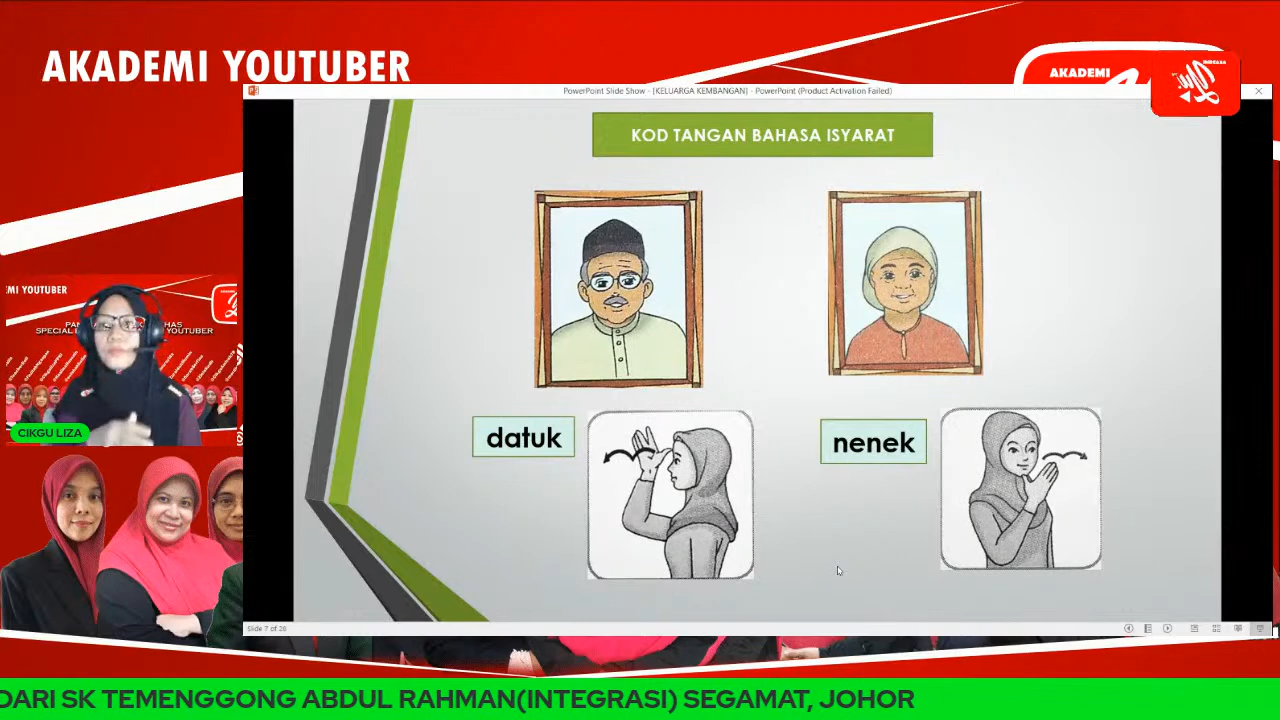 AKADEMI YOUTUBER
AKADEMI
PowerPoint Slide Show - [KELUARGA KEMBANGAN] - PowerPoint (Product Activation Failed)
KOD TANGAN BAHASA ISYARAT
datuk
nenek
CIKGU LIZA
Slide 7 of 28
DARI SK TEMENGGONG ABDUL RAHMAN(INTEGRASI) SEGAMAT, JOHOR